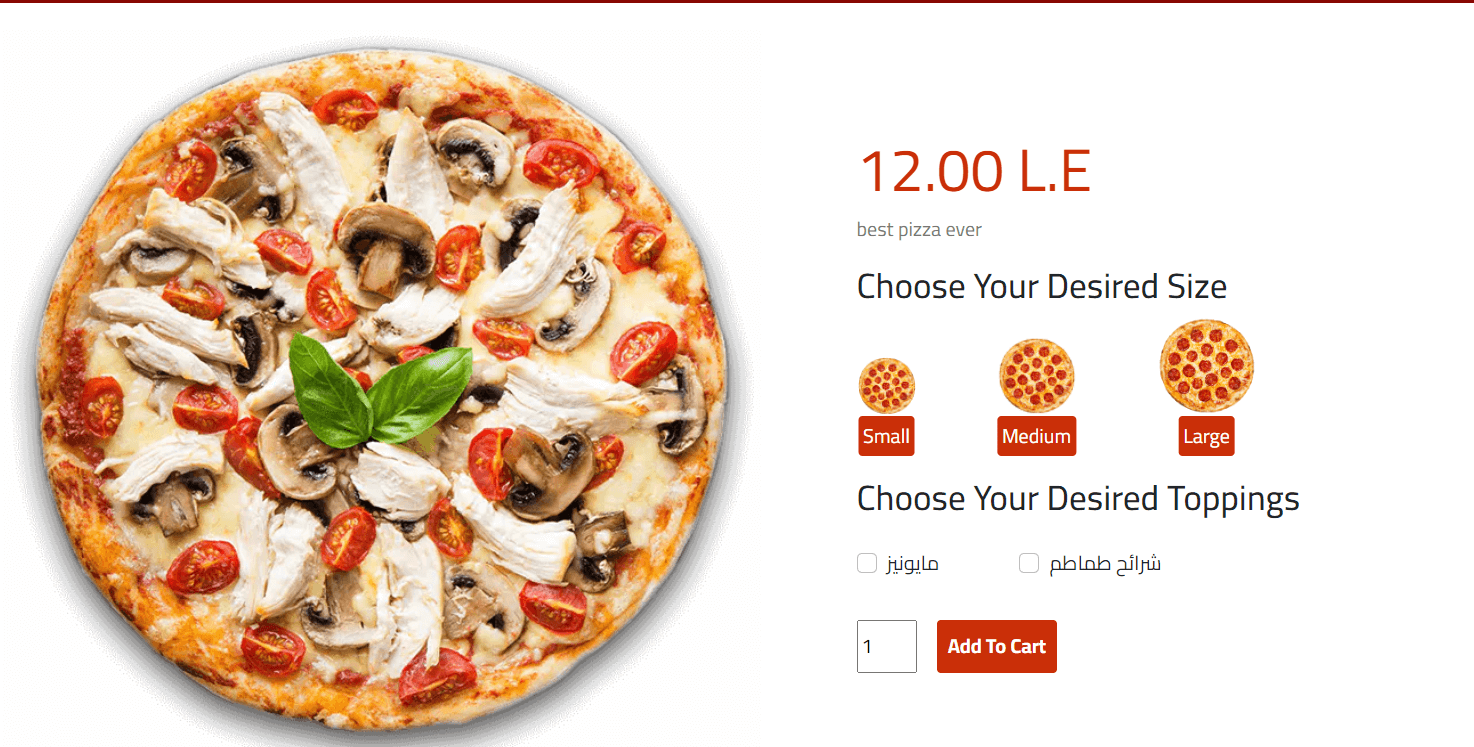 12.00 L.E
best pizza ever
Choose Your Desired Size
Small Medium Large
Choose Your Desired Toppings
مايونيز شرائح طماطم
1 Add To Cart